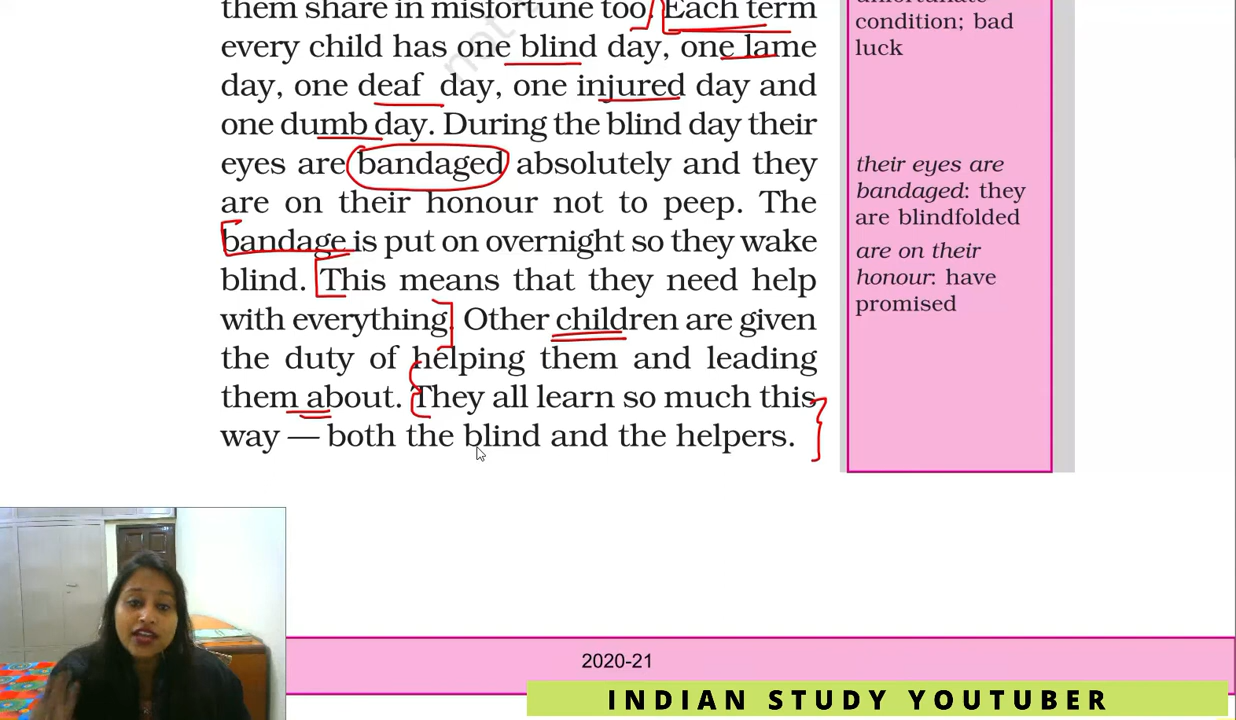 them share in misfortune too. Each term
every child has one blind day, one lame
day, one deaf day, one injured day and
one dumb day. During the blind day their
eyes are bandaged absolutely and they
are on their honour not to peep. The
bandage is put on overnight so they wake
blind. This means that they need help
with everything. Other children are given
the duty of helping them and leading
them about. They all learn so much this
way — both the blind and the helpers.
unfortunate
condition; bad
luck
their eyes are
bandaged: they
are blindfolded
are on their
honour: have
promised
not
2020-21
INDIAN STUDY YOUTUBER